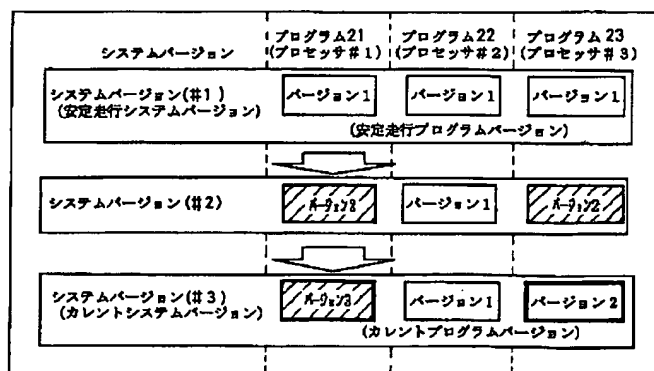 システムバージョン
プログラム21
(プロセッサ#1)
プログラム22
(プロセッサ#2)
プログラム23
(プロセッサ#3)
システムバージョン(#1)
(安定走行システムバージョン)
バージョン1
バージョン1
バージョン1
(安定走行プログラムバージョン)
システムバージョン(#2)
バージョン2
バージョン1
バージョン2
システムバージョン(#3)
(カレントシステムバージョン)
バージョン3
バージョン1
バージョン2
(カレントプログラムバージョン)